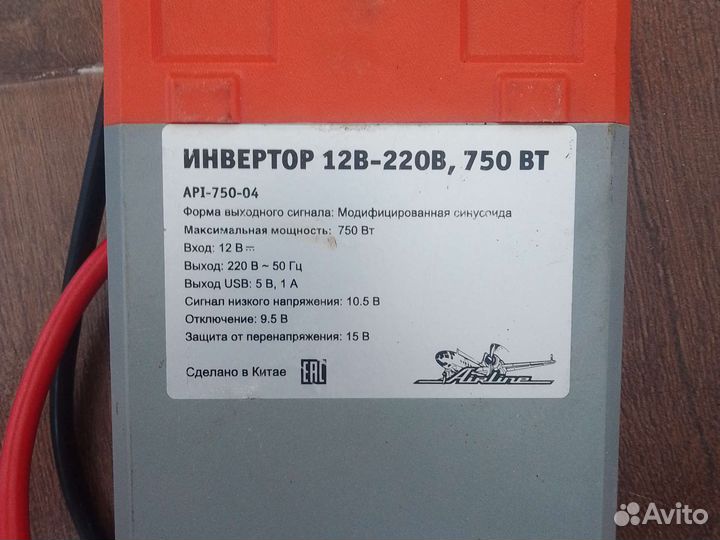 ИНВЕРТОР 12В-220В, 750 ВТ
API-750-04
Форма выходного сигнала: Модифицированная синусоида
Максимальная мощность: 750 Вт
Вход: 12 В ⎓
Выход: 220 В ~ 50 Гц
Выход USB: 5 В, 1 А
Сигнал низкого напряжения: 10.5 В
Отключение: 9.5 В
Защита от перенапряжения: 15 В
Сделано в Китае EAC
Airline
Avito